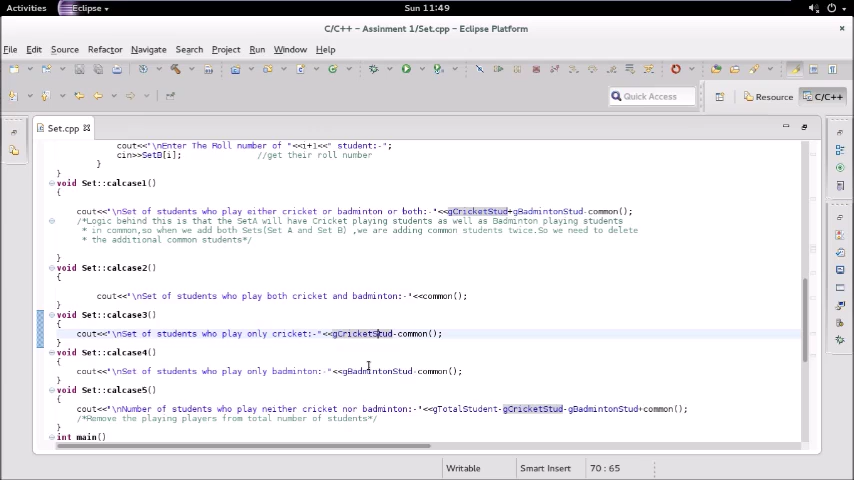 Activities Eclipse Sun 11:49
C/C++ - Assinment 1/Set.cpp - Eclipse Platform
File Edit Source Refactor Navigate Search Project Run Window Help
Quick Access Resource C/C++
Set.cpp
cout<<"\nEnter The Roll number of "<<i+1<<" student:-";
cin>>SetB[i]; //get their roll number
}
}
void Set::calcase1()
{
cout<<"\nSet of students who play either cricket or badminton or both:-"<<gCricketStud+gBadmintonStud-common();
/*Logic behind this is that the SetA will have Cricket playing students as well as Badminton playing students
* in common,so when we add both Sets(Set A and Set B) ,we are adding common students twice.So we need to delete
* the additional common students*/
}
void Set::calcase2()
{
cout<<"\nSet of students who play both cricket and badminton:-"<<common();
}
void Set::calcase3()
{
cout<<"\nSet of students who play only cricket:-"<<gCricketStud-common();
}
void Set::calcase4()
{
cout<<"\nSet of students who play only badminton:-"<<gBadmintonStud-common();
}
void Set::calcase5()
{
cout<<"\nNumber of students who play neither cricket nor badminton:-"<<gTotalStudent-gCricketStud-gBadmintonStud+common();
/*Remove the playing players from total number of students*/
}
int main()
Writable Smart Insert 70 : 65